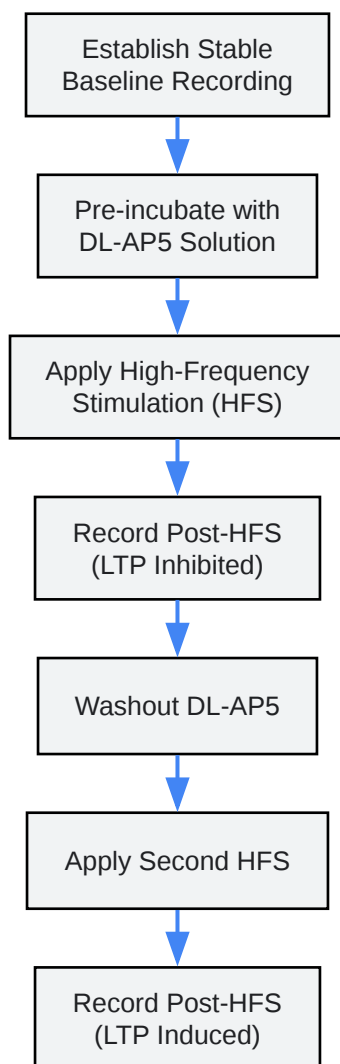 Establish Stable
Baseline Recording
Pre-incubate with
DL-AP5 Solution
Apply High-Frequency
Stimulation (HFS)
Record Post-HFS
(LTP Inhibited)
Washout DL-AP5
Apply Second HFS
Record Post-HFS
(LTP Induced)